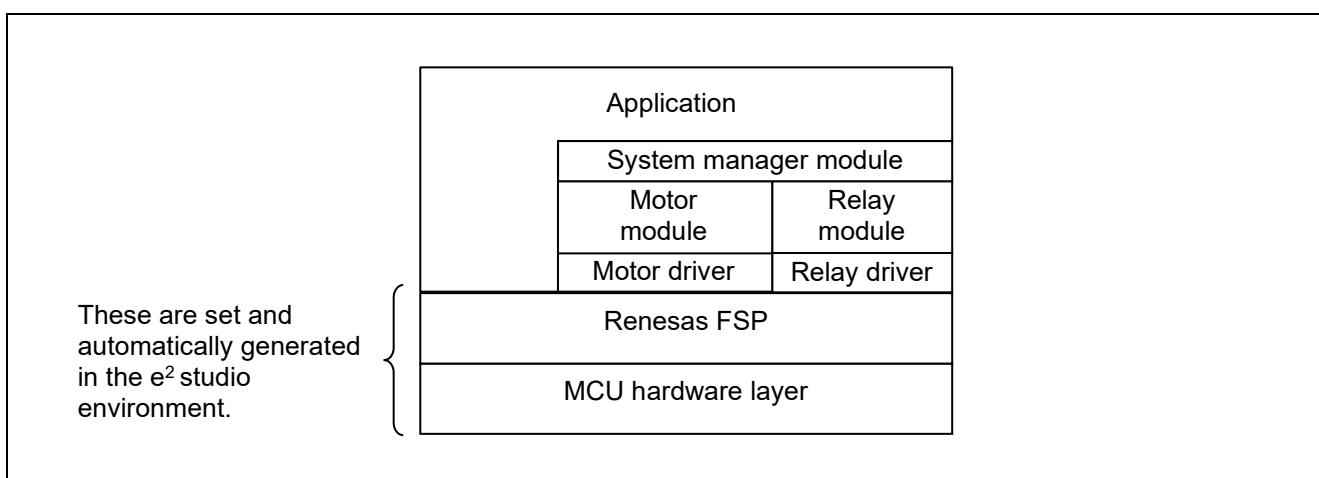 Application
System manager module
Motor
module
Relay
module
Motor driver
Relay driver
These are set and
automatically generated
in the e² studio
environment.
Renesas FSP
MCU hardware layer